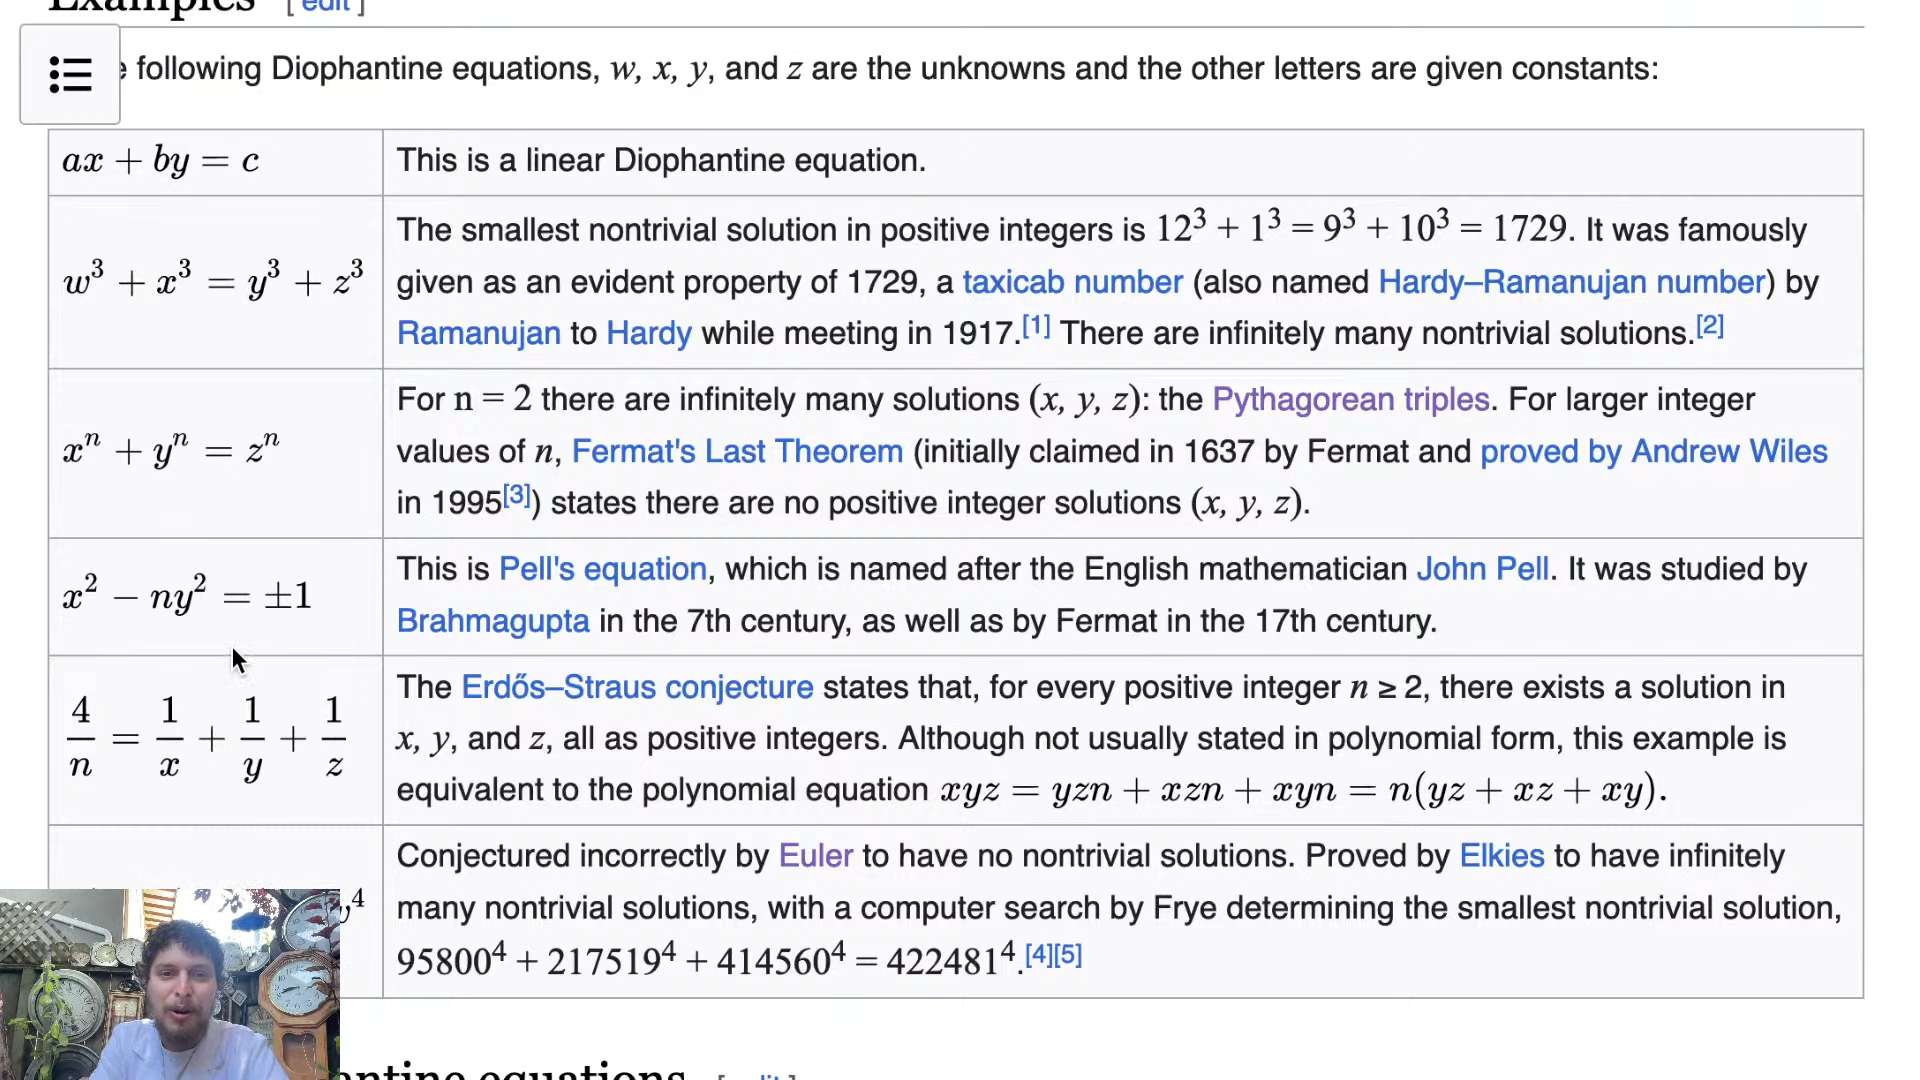 Examples [ edit ]
following Diophantine equations, w, x, y, and z are the unknowns and the other letters are given constants:
ax + by = c
This is a linear Diophantine equation.
w³ + x³ = y³ + z³
The smallest nontrivial solution in positive integers is 12³ + 1³ = 9³ + 10³ = 1729. It was famously
given as an evident property of 1729, a taxicab number (also named Hardy–Ramanujan number) by
Ramanujan to Hardy while meeting in 1917.[1] There are infinitely many nontrivial solutions.[2]
xⁿ + yⁿ = zⁿ
For n = 2 there are infinitely many solutions (x, y, z): the Pythagorean triples. For larger integer
values of n, Fermat's Last Theorem (initially claimed in 1637 by Fermat and proved by Andrew Wiles
in 1995[3]) states there are no positive integer solutions (x, y, z).
x² − ny² = ±1
This is Pell's equation, which is named after the English mathematician John Pell. It was studied by
Brahmagupta in the 7th century, as well as by Fermat in the 17th century.
4/n = 1/x + 1/y + 1/z
The Erdős–Straus conjecture states that, for every positive integer n ≥ 2, there exists a solution in
x, y, and z, all as positive integers. Although not usually stated in polynomial form, this example is
equivalent to the polynomial equation xyz = yzn + xzn + xyn = n(yz + xz + xy).
Conjectured incorrectly by Euler to have no nontrivial solutions. Proved by Elkies to have infinitely
many nontrivial solutions, with a computer search by Frye determining the smallest nontrivial solution,
95800⁴ + 217519⁴ + 414560⁴ = 422481⁴.[4][5]
equations [ edit ]